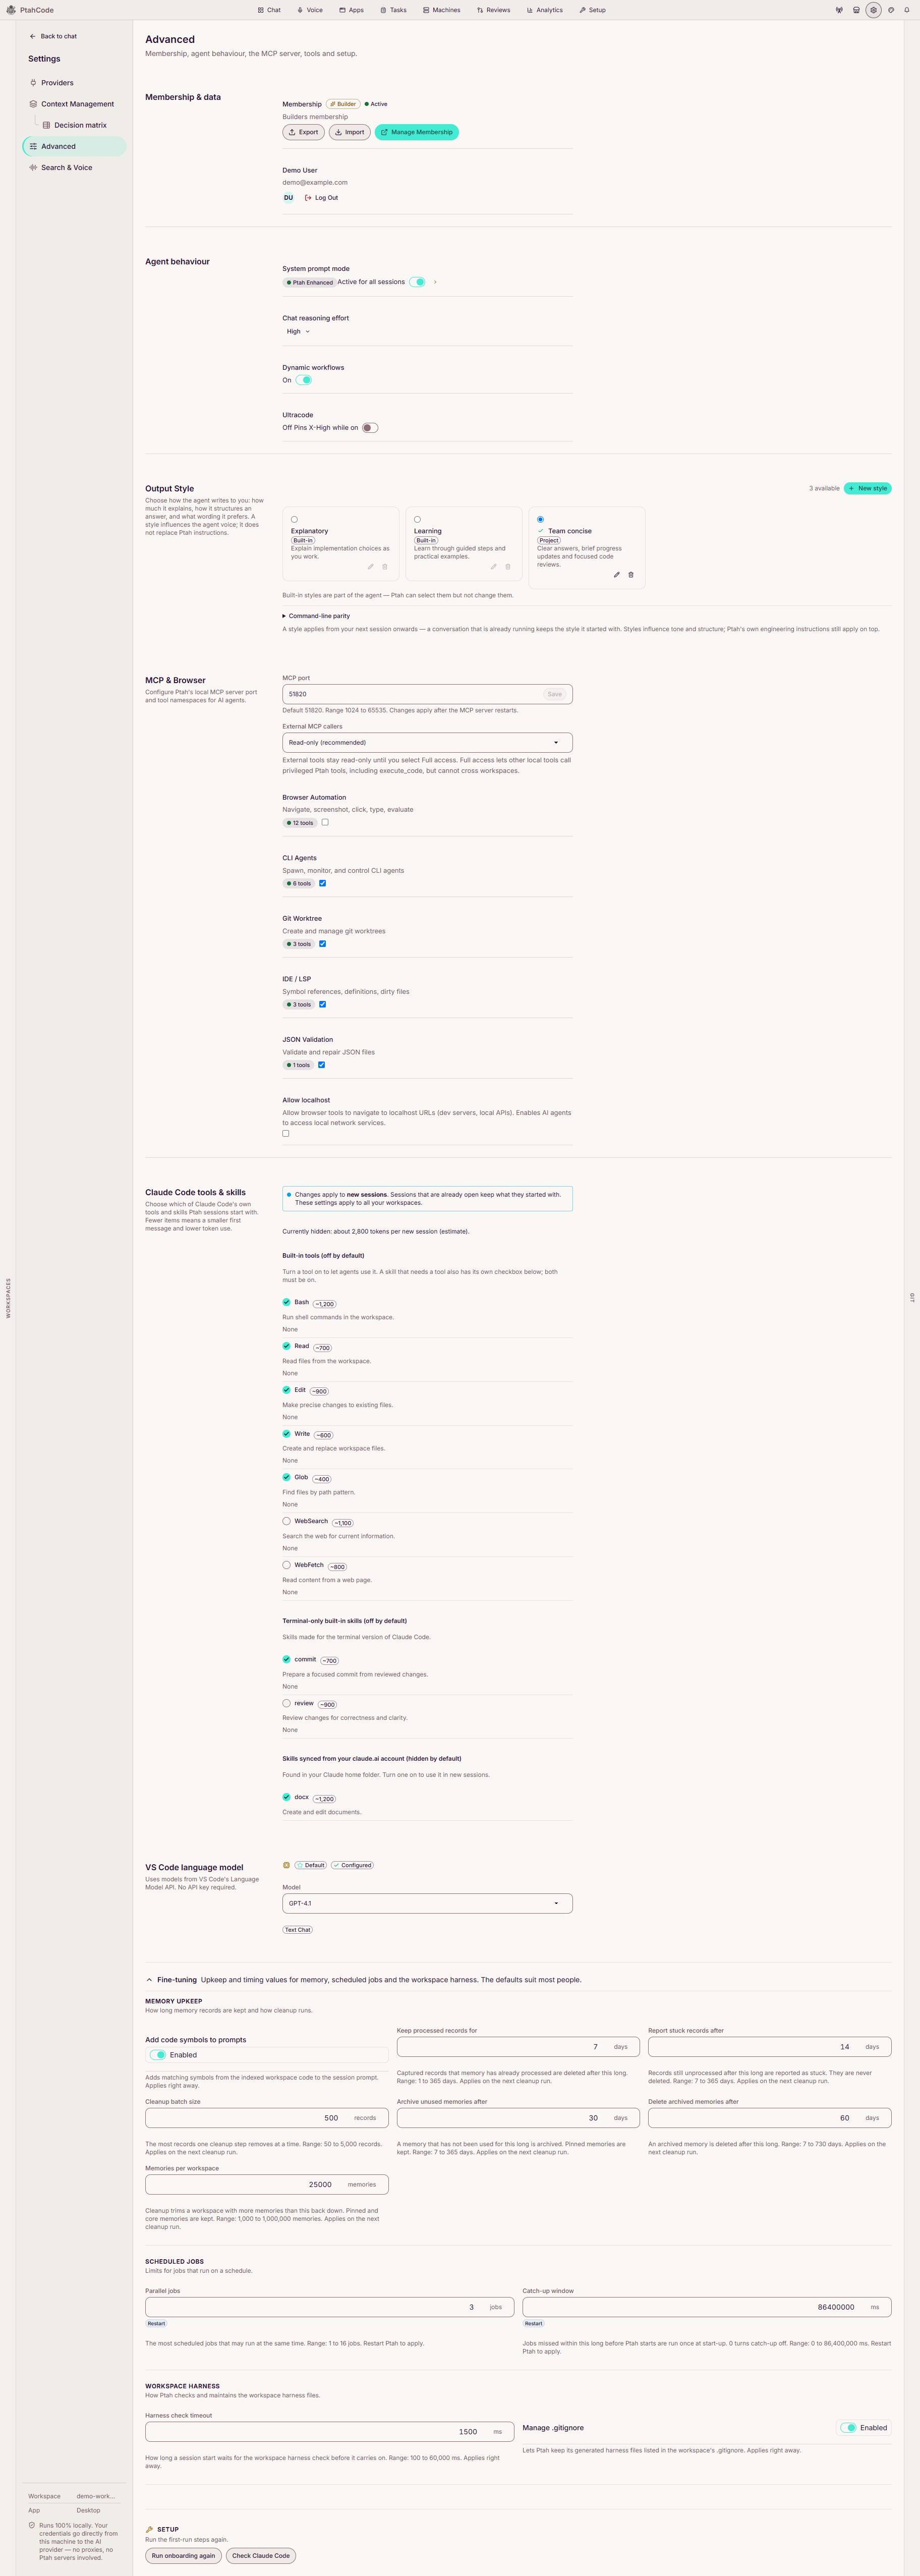 PtahCode
Chat
Voice
Apps
Tasks
Machines
Reviews
Analytics
Setup
Back to chat
Settings
Providers
Context Management
Decision matrix
Advanced
Search & Voice
WORKSPACES
GIT
Advanced
Membership, agent behaviour, the MCP server, tools and setup.
Membership & data
Membership
Builder
Active
Builders membership
Export
Import
Manage Membership
Demo User
demo@example.com
DU
Log Out
Agent behaviour
System prompt mode
Ptah Enhanced
Active for all sessions
Chat reasoning effort
High
Dynamic workflows
On
Ultracode
Off Pins X-High while on
Output Style
Choose how the agent writes to you: how
much it explains, how it structures an
answer, and what wording it prefers. A
style influences the agent voice; it does
not replace Ptah instructions.
3 available
New style
Explanatory
Built-in
Explain implementation choices as
you work.
Learning
Built-in
Learn through guided steps and
practical examples.
Team concise
Project
Clear answers, brief progress
updates and focused code
reviews.
Built-in styles are part of the agent — Ptah can select them but not change them.
Command-line parity
A style applies from your next session onwards — a conversation that is already running keeps the style it started with. Styles influence tone and structure; Ptah's own engineering instructions still apply on top.
MCP & Browser
Configure Ptah's local MCP server port
and tool namespaces for AI agents.
MCP port
51820
Save
Default 51820. Range 1024 to 65535. Changes apply after the MCP server restarts.
External MCP callers
Read-only (recommended)
External tools stay read-only until you select Full access. Full access lets other local tools call
privileged Ptah tools, including execute_code, but cannot cross workspaces.
Browser Automation
Navigate, screenshot, click, type, evaluate
12 tools
CLI Agents
Spawn, monitor, and control CLI agents
6 tools
Git Worktree
Create and manage git worktrees
3 tools
IDE / LSP
Symbol references, definitions, dirty files
3 tools
JSON Validation
Validate and repair JSON files
1 tools
Allow localhost
Allow browser tools to navigate to localhost URLs (dev servers, local APIs). Enables AI agents
to access local network services.
Claude Code tools & skills
Choose which of Claude Code's own
tools and skills Ptah sessions start with.
Fewer items means a smaller first
message and lower token use.
Changes apply to new sessions. Sessions that are already open keep what they started with.
These settings apply to all your workspaces.
Currently hidden: about 2,800 tokens per new session (estimate).
Built-in tools (off by default)
Turn a tool on to let agents use it. A skill that needs a tool also has its own checkbox below; both
must be on.
Bash
~1,200
Run shell commands in the workspace.
None
Read
~700
Read files from the workspace.
None
Edit
~900
Make precise changes to existing files.
None
Write
~600
Create and replace workspace files.
None
Glob
~400
Find files by path pattern.
None
WebSearch
~1,100
Search the web for current information.
None
WebFetch
~800
Read content from a web page.
None
Terminal-only built-in skills (off by default)
Skills made for the terminal version of Claude Code.
commit
~700
Prepare a focused commit from reviewed changes.
None
review
~900
Review changes for correctness and clarity.
None
Skills synced from your claude.ai account (hidden by default)
Found in your Claude home folder. Turn one on to use it in new sessions.
docx
~1,200
Create and edit documents.
VS Code language model
Uses models from VS Code's Language
Model API. No API key required.
Default
Configured
Model
GPT-4.1
Text Chat
Fine-tuning
Upkeep and timing values for memory, scheduled jobs and the workspace harness. The defaults suit most people.
MEMORY UPKEEP
How long memory records are kept and how cleanup runs.
Add code symbols to prompts
Enabled
Adds matching symbols from the indexed workspace code to the session prompt.
Applies right away.
Keep processed records for
7 days
Captured records that memory has already processed are deleted after this long.
Range: 1 to 365 days. Applies on the next cleanup run.
Report stuck records after
14 days
Records still unprocessed after this long are reported as stuck. They are never
deleted. Range: 7 to 365 days. Applies on the next cleanup run.
Cleanup batch size
500 records
The most records one cleanup step removes at a time. Range: 50 to 5,000 records.
Applies on the next cleanup run.
Archive unused memories after
30 days
A memory that has not been used for this long is archived. Pinned memories are
kept. Range: 7 to 365 days. Applies on the next cleanup run.
Delete archived memories after
60 days
An archived memory is deleted after this long. Range: 7 to 730 days. Applies on the
next cleanup run.
Memories per workspace
25000 memories
Cleanup trims a workspace with more memories than this back down. Pinned and
core memories are kept. Range: 1,000 to 1,000,000 memories. Applies on the next
cleanup run.
SCHEDULED JOBS
Limits for jobs that run on a schedule.
Parallel jobs
3 jobs
Restart
The most scheduled jobs that may run at the same time. Range: 1 to 16 jobs. Restart Ptah to apply.
Catch-up window
86400000 ms
Restart
Jobs missed within this long before Ptah starts are run once at start-up. 0 turns catch-up off. Range: 0 to 86,400,000 ms. Restart
Ptah to apply.
WORKSPACE HARNESS
How Ptah checks and maintains the workspace harness files.
Harness check timeout
1500 ms
How long a session start waits for the workspace harness check before it carries on. Range: 100 to 60,000 ms. Applies right
away.
Manage .gitignore
Enabled
Lets Ptah keep its generated harness files listed in the workspace's .gitignore. Applies right away.
SETUP
Run the first-run steps again.
Run onboarding again
Check Claude Code
Workspace
demo-work...
App
Desktop
Runs 100% locally. Your
credentials go directly from
this machine to the AI
provider — no proxies, no
Ptah servers involved.